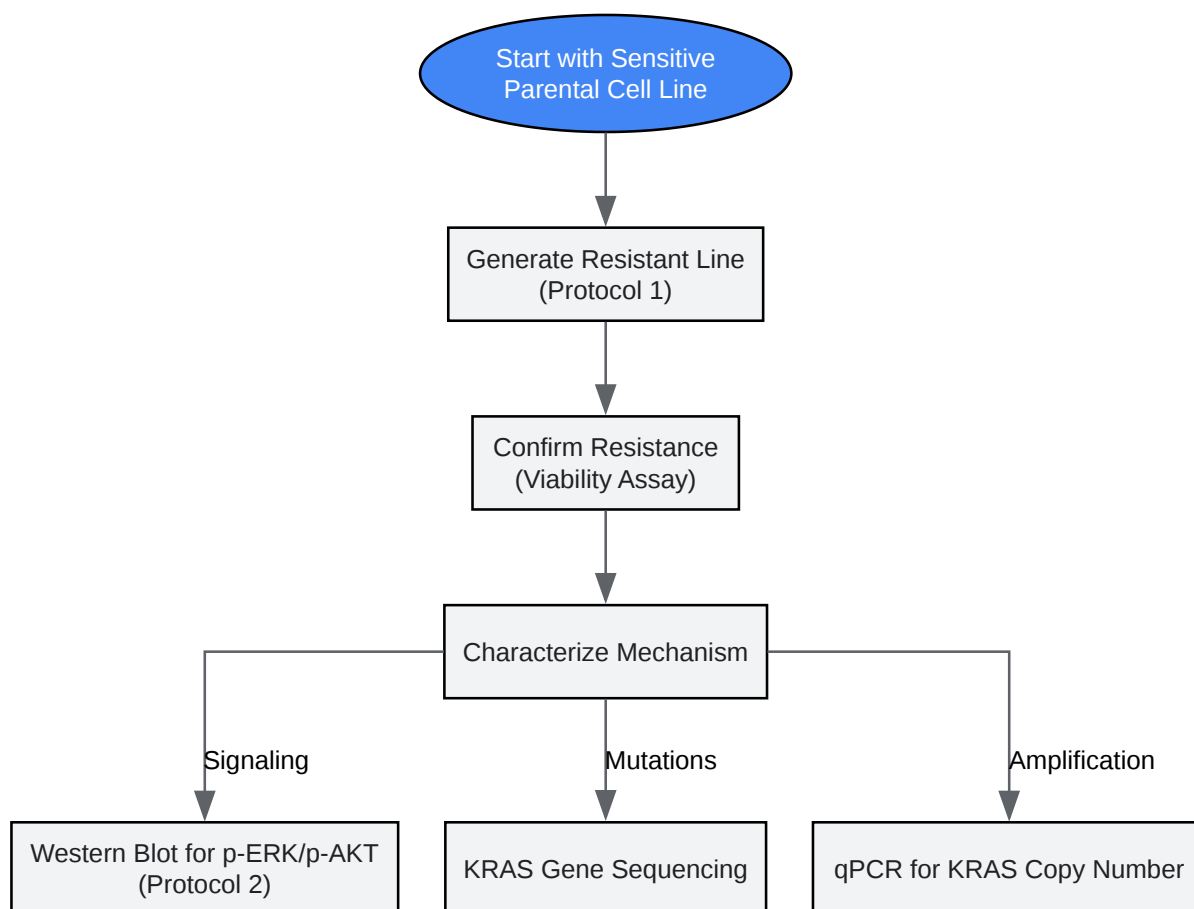 Start with Sensitive
Parental Cell Line
Generate Resistant Line
(Protocol 1)
Confirm Resistance
(Viability Assay)
Characterize Mechanism
Signaling
Mutations
Amplification
Western Blot for p-ERK/p-AKT
(Protocol 2)
KRAS Gene Sequencing
qPCR for KRAS Copy Number